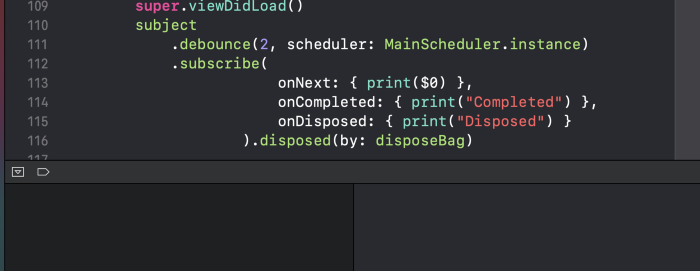 109 super.viewDidLoad()
110 subject
111 .debounce(2, scheduler: MainScheduler.instance)
112 .subscribe(
113 onNext: { print($0) },
114 onCompleted: { print("Completed") },
115 onDisposed: { print("Disposed") }
116 ).disposed(by: disposeBag)
117